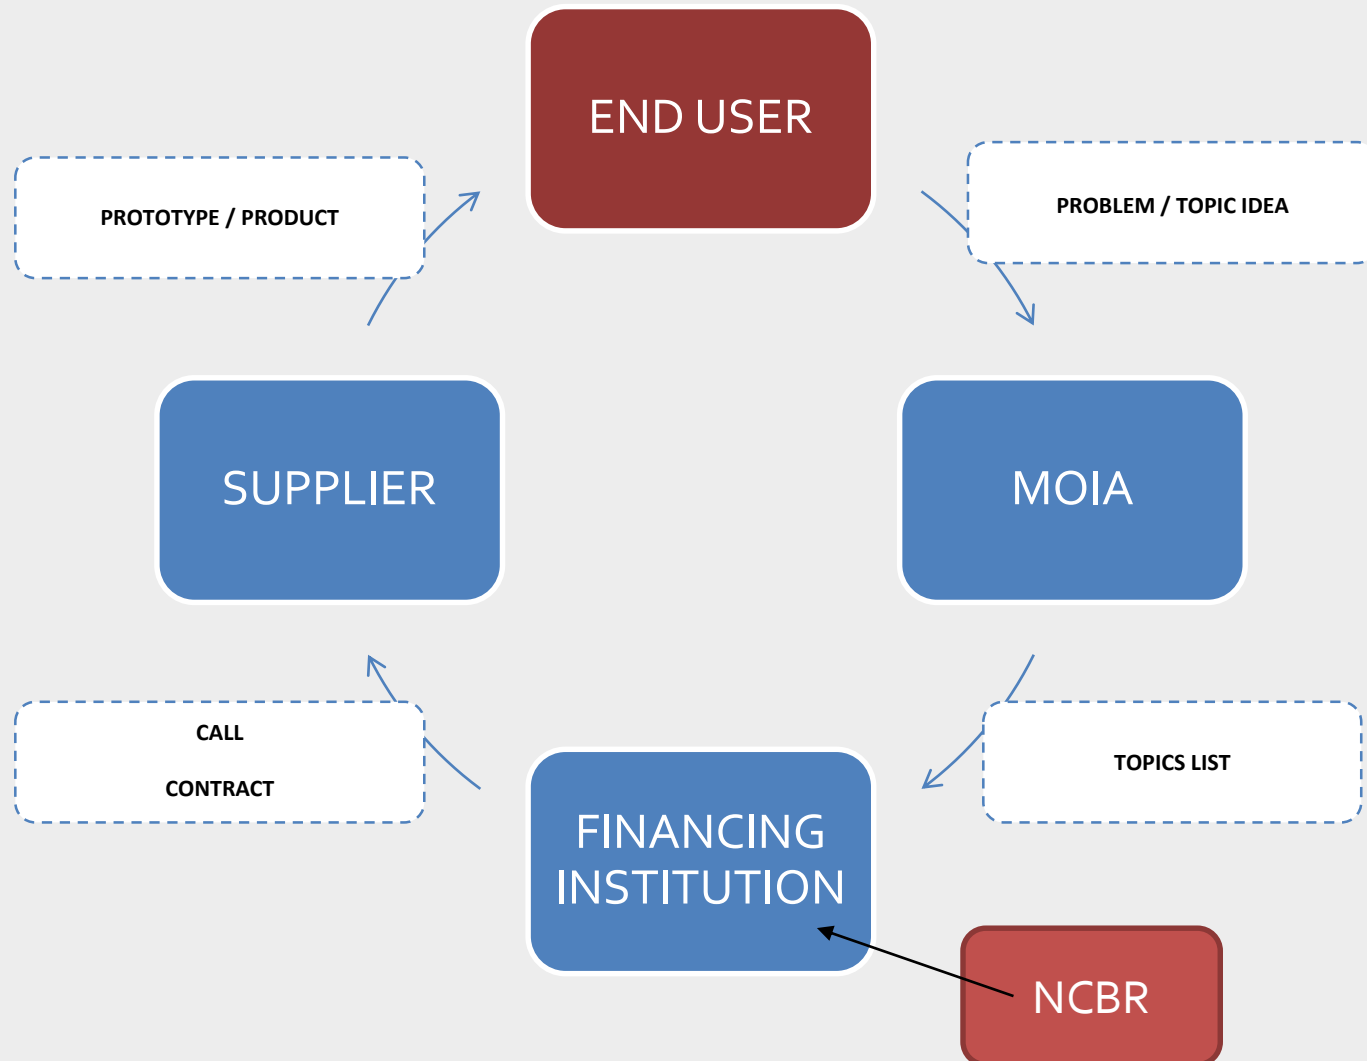 END USER
PROTOTYPE / PRODUCT
PROBLEM / TOPIC IDEA
SUPPLIER
MOIA
CALL
CONTRACT
TOPICS LIST
FINANCING
INSTITUTION
NCBR